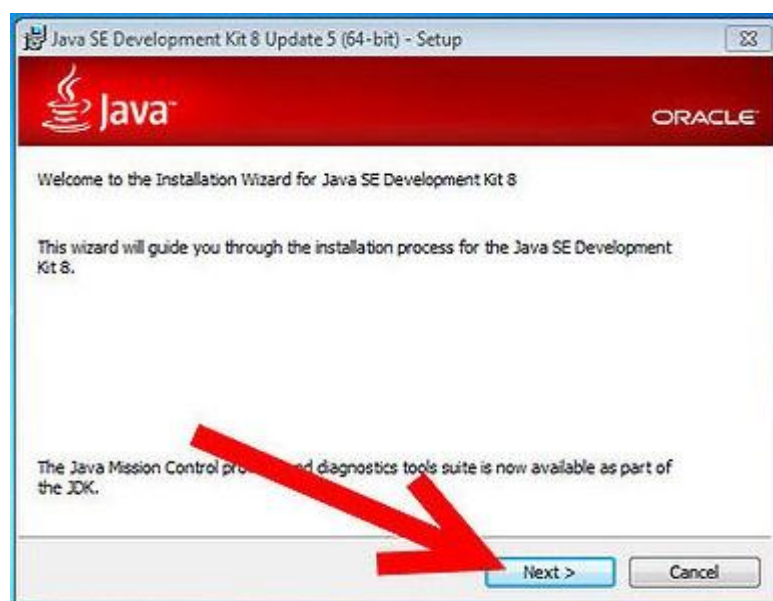 Java SE Development Kit 8 Update 5 (64-bit) - Setup
Java™
ORACLE
Welcome to the Installation Wizard for Java SE Development Kit 8
This wizard will guide you through the installation process for the Java SE Development
Kit 8.
The Java Mission Control and diagnostics tools suite is now available as part of
the JDK.
Next >
Cancel